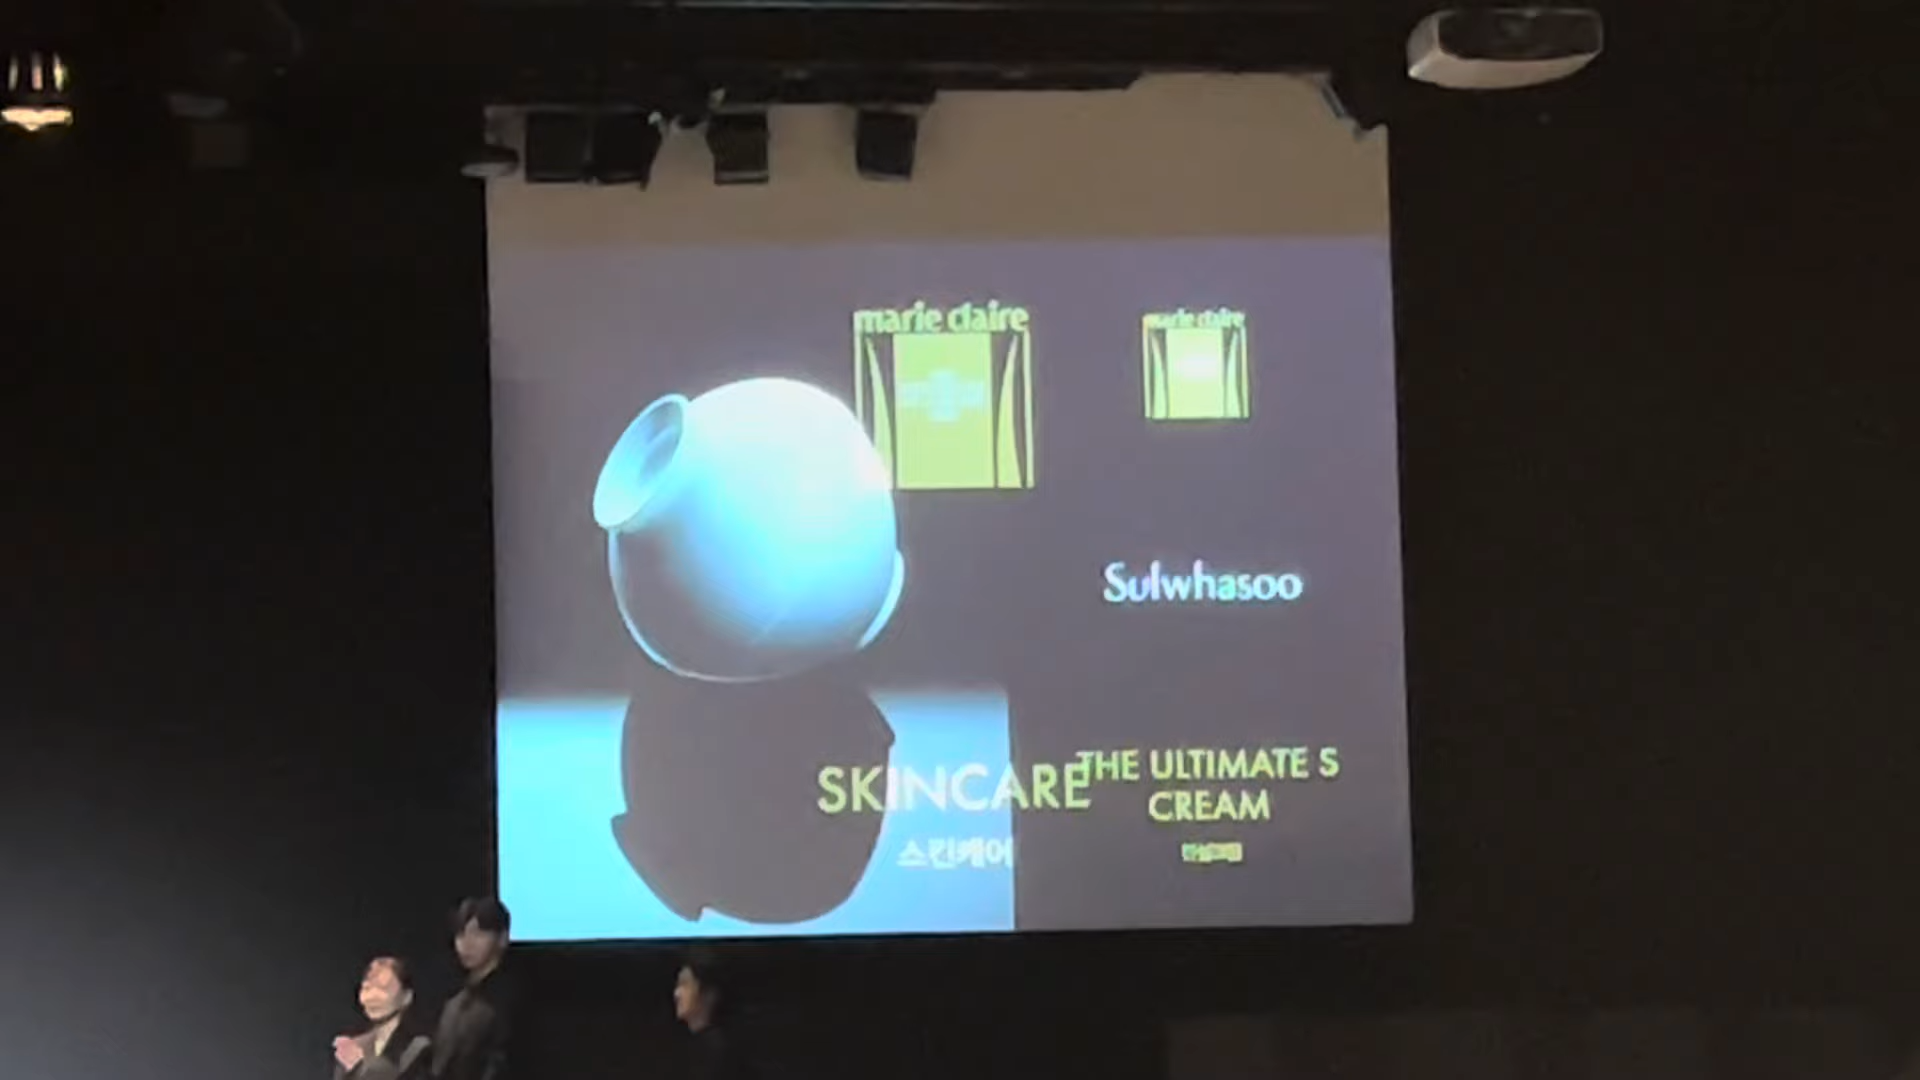 marie claire
marie claire
Sulwhasoo
SKINCARE
스킨케어
THE ULTIMATE S
CREAM